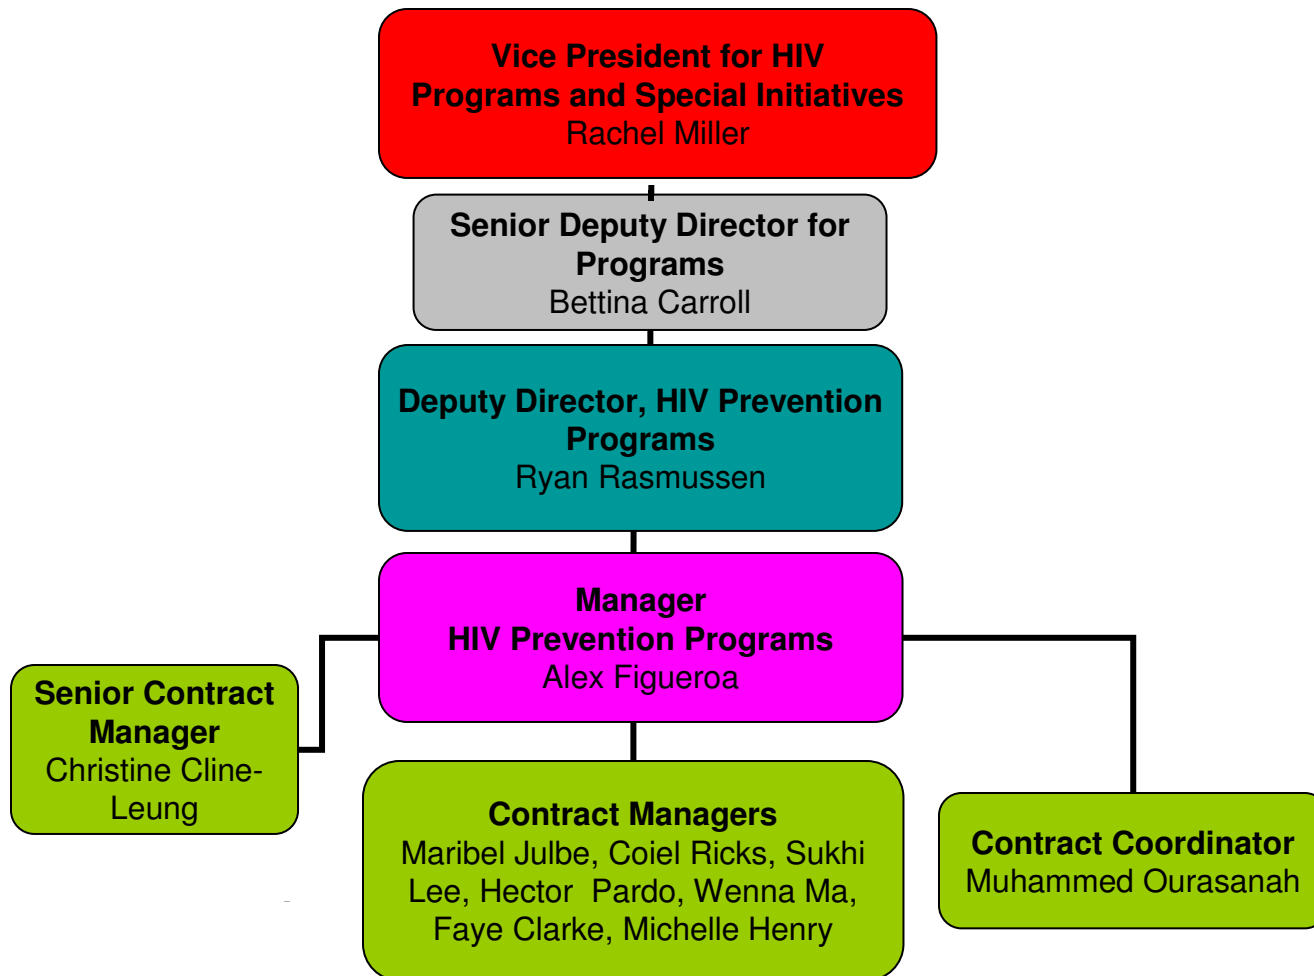 Vice President for HIV
Programs and Special Initiatives
Rachel Miller
Senior Deputy Director for
Programs
Bettina Carroll
Deputy Director, HIV Prevention
Programs
Ryan Rasmussen
Manager
HIV Prevention Programs
Alex Figueroa
Senior Contract
Manager
Christine Cline-
Leung
Contract Managers
Maribel Julbe, Coiel Ricks, Sukhi
Lee, Hector  Pardo, Wenna Ma,
Faye Clarke, Michelle Henry
Contract Coordinator
Muhammed Ourasanah